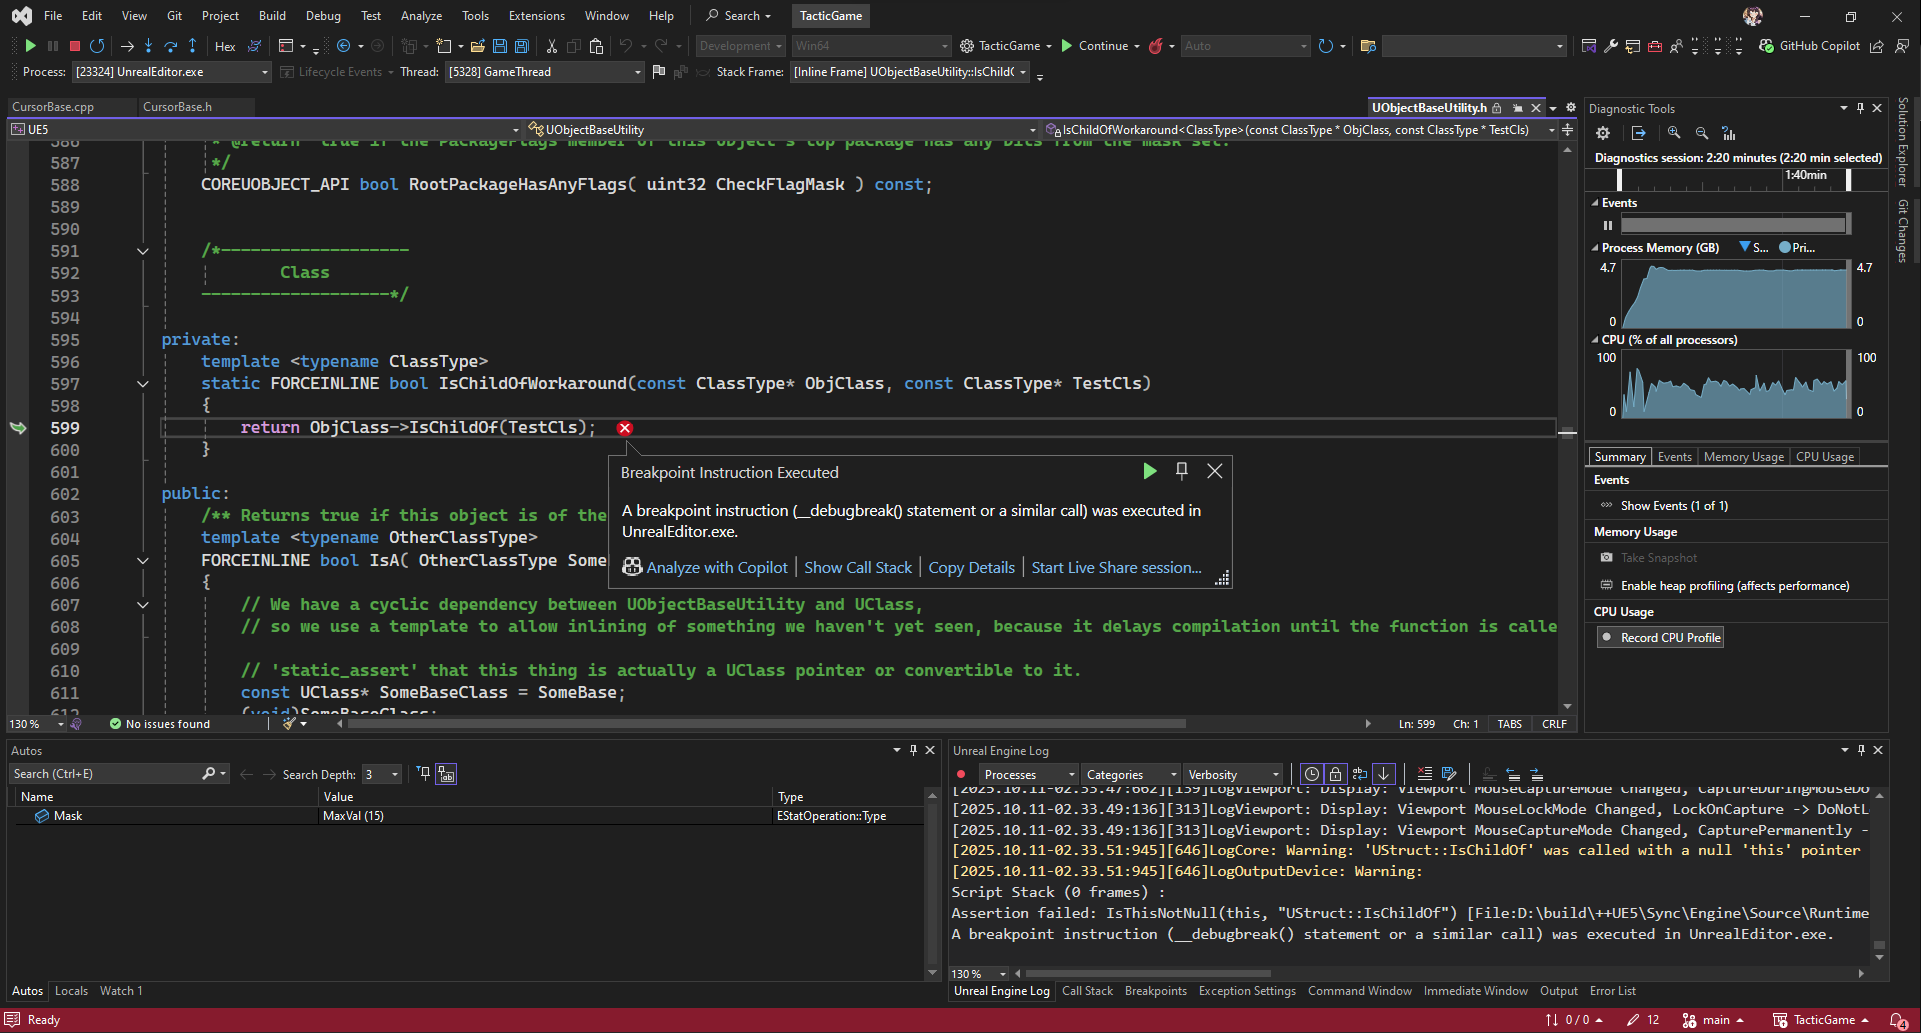 File Edit View Git Project Build Debug Test Analyze Tools Extensions Window Help Search TacticGame
Hex Development Win64 TacticGame Continue Auto GitHub Copilot
Process: [23324] UnrealEditor.exe Lifecycle Events Thread: [5328] GameThread Stack Frame: [Inline Frame] UObjectBaseUtility::IsChild
CursorBase.cpp CursorBase.h UObjectBaseUtility.h
UE5 UObjectBaseUtility IsChildOfWorkaround<ClassType>(const ClassType * ObjClass, const ClassType * TestCls)
586 * @return true if the PackageFlags member of this object's top package has any bits from the mask set.
587 */
588 COREUOBJECT_API bool RootPackageHasAnyFlags( uint32 CheckFlagMask ) const;
589
590
591 /*-------------------
592 Class
593 -------------------*/
594
595 private:
596 template <typename ClassType>
597 static FORCEINLINE bool IsChildOfWorkaround(const ClassType* ObjClass, const ClassType* TestCls)
598 {
599 return ObjClass->IsChildOf(TestCls);
600 }
601
602 public:
603 /** Returns true if this object is of the
604 template <typename OtherClassType>
605 FORCEINLINE bool IsA( OtherClassType Some
606 {
607 // We have a cyclic dependency between UObjectBaseUtility and UClass,
608 // so we use a template to allow inlining of something we haven't yet seen, because it delays compilation until the function is calle
609
610 // 'static_assert' that this thing is actually a UClass pointer or convertible to it.
611 const UClass* SomeBaseClass = SomeBase;
612 (void)SomeBaseClass;
Breakpoint Instruction Executed
A breakpoint instruction (__debugbreak() statement or a similar call) was executed in
UnrealEditor.exe.
Analyze with Copilot Show Call Stack Copy Details Start Live Share session...
130 % No issues found Ln: 599 Ch: 1 TABS CRLF
Diagnostic Tools
Diagnostics session: 2:20 minutes (2:20 min selected)
1:40min
Events
Process Memory (GB) S... Pri...
4.7 4.7
0 0
CPU (% of all processors)
100 100
0 0
Summary Events Memory Usage CPU Usage
Events
Show Events (1 of 1)
Memory Usage
Take Snapshot
Enable heap profiling (affects performance)
CPU Usage
Record CPU Profile
Solution Explorer
Git Changes
Autos
Search (Ctrl+E) Search Depth: 3
Name Value Type
Mask MaxVal (15) EStatOperation::Type
Autos Locals Watch 1
Unreal Engine Log
Processes Categories Verbosity
[2025.10.11-02.33.47:662][139]LogViewport: Display: Viewport MouseCaptureMode Changed, CaptureDuringMouseDo
[2025.10.11-02.33.49:136][313]LogViewport: Display: Viewport MouseLockMode Changed, LockOnCapture -> DoNotL
[2025.10.11-02.33.49:136][313]LogViewport: Display: Viewport MouseCaptureMode Changed, CapturePermanently -
[2025.10.11-02.33.51:945][646]LogCore: Warning: 'UStruct::IsChildOf' was called with a null 'this' pointer
[2025.10.11-02.33.51:945][646]LogOutputDevice: Warning:
Script Stack (0 frames) :
Assertion failed: IsThisNotNull(this, "UStruct::IsChildOf") [File:D:\build\++UE5\Sync\Engine\Source\Runtime
A breakpoint instruction (__debugbreak() statement or a similar call) was executed in UnrealEditor.exe.
130 %
Unreal Engine Log Call Stack Breakpoints Exception Settings Command Window Immediate Window Output Error List
Ready 0 / 0 12 main TacticGame 4